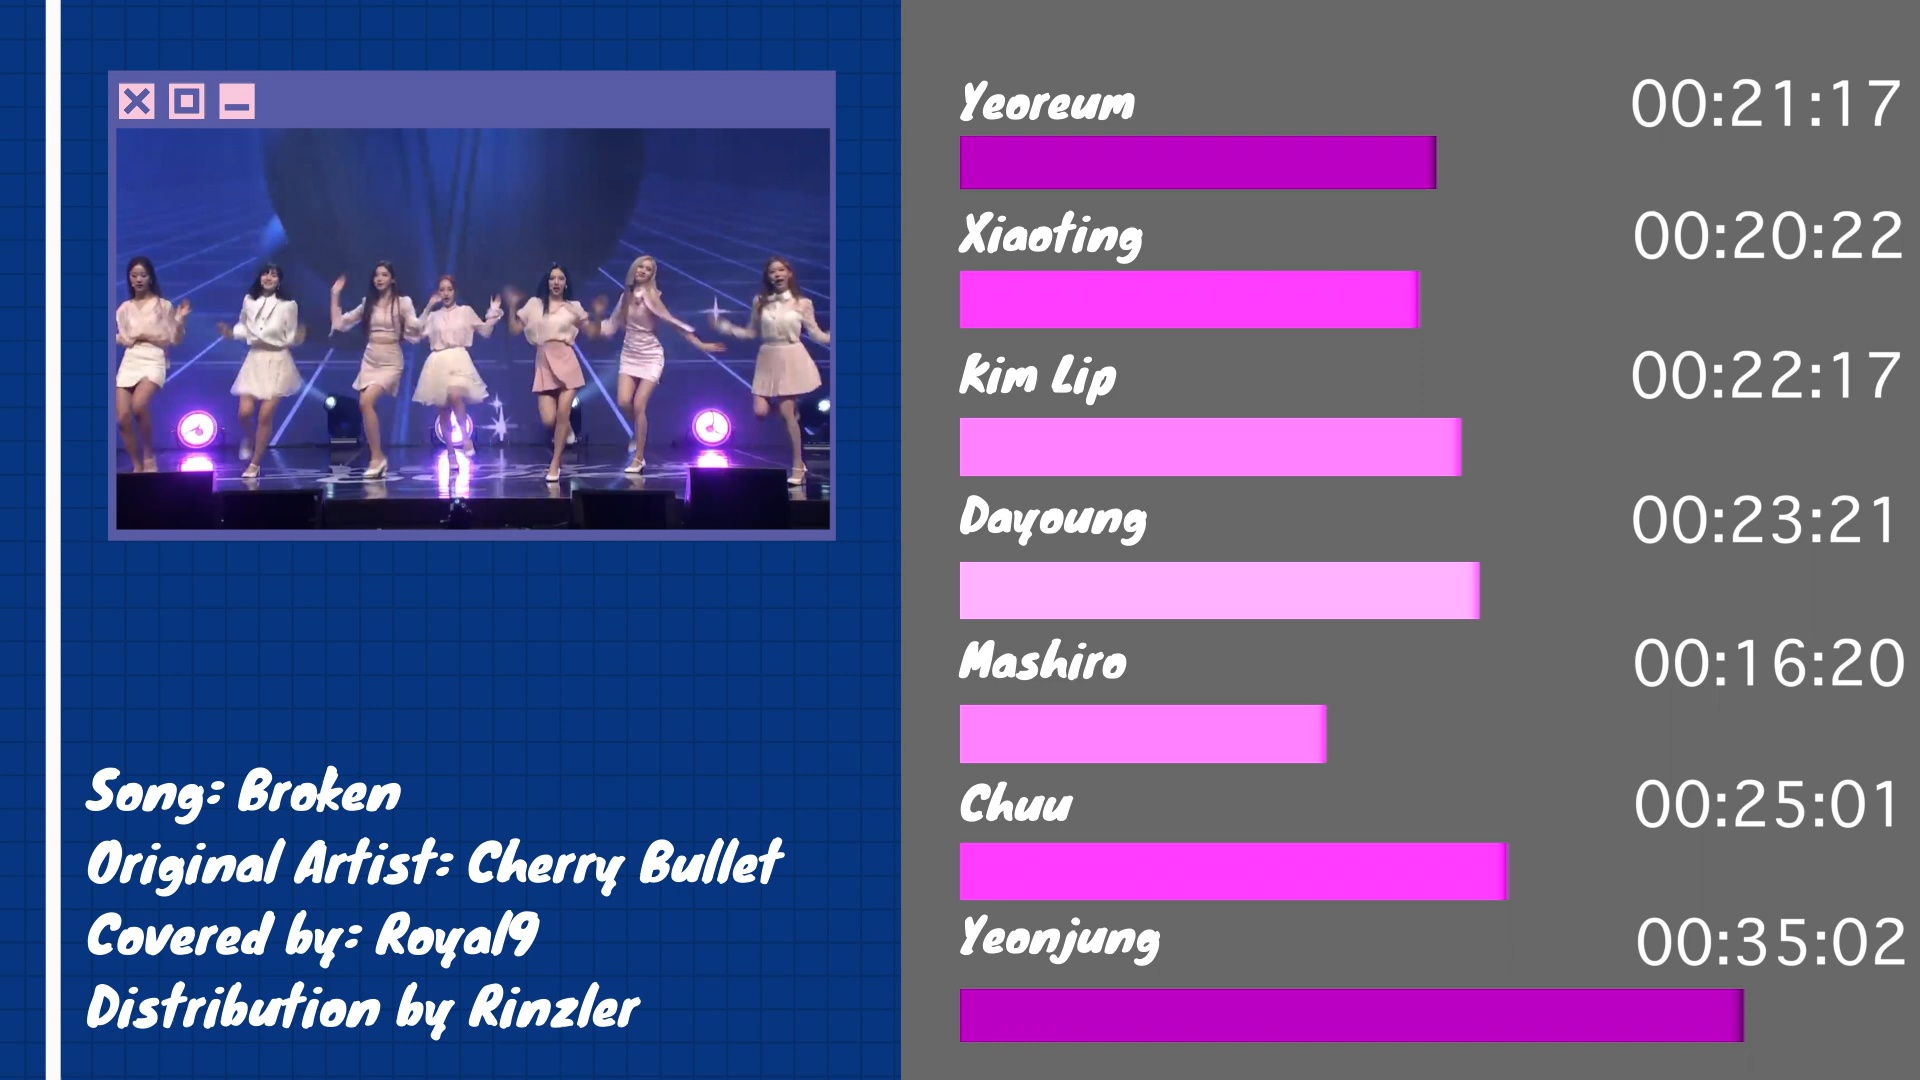 Yeoreum 00:21:17
Xiaoting 00:20:22
Kim Lip 00:22:17
Dayoung 00:23:21
Mashiro 00:16:20
Chuu 00:25:01
Yeonjung 00:35:02
Song: Broken
Original Artist: Cherry Bullet
Covered by: Royal9
Distribution by Rinzler